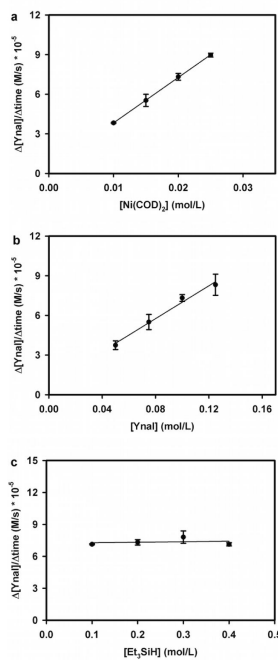 a
Δ[Ynal]/Δtime (M/s) * 10⁻⁵
12
9
6
3
0
0.00 0.01 0.02 0.03
[Ni(COD)₂] (mol/L)
b
Δ[Ynal]/Δtime (M/s) * 10⁻⁵
12
9
6
3
0
0.00 0.04 0.08 0.12 0.16
[Ynal] (mol/L)
c
Δ[Ynal]/Δtime (M/s) * 10⁻⁵
15
12
9
6
3
0
0.0 0.1 0.2 0.3 0.4 0.5
[Et₃SiH] (mol/L)